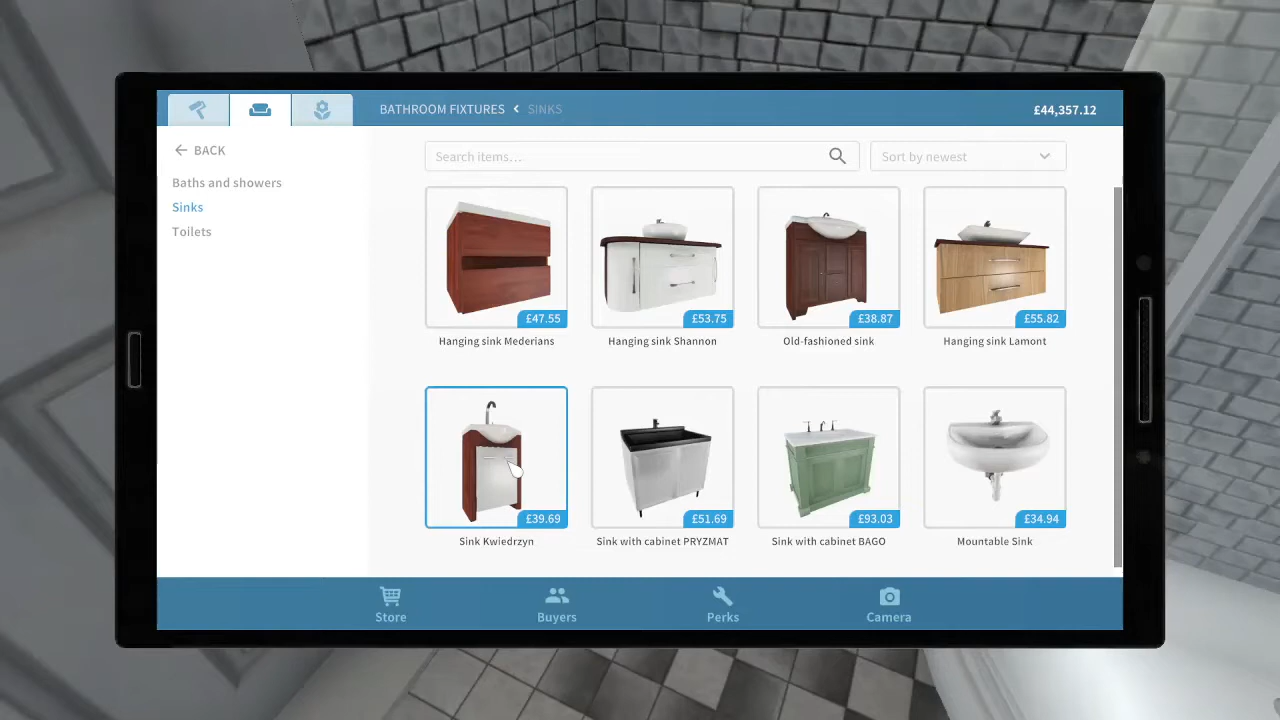 BATHROOM FIXTURES < SINKS
£44,357.12
BACK
Baths and showers
Sinks
Toilets
Search items...
Sort by newest
£47.55
£53.75
£38.87
£55.82
Hanging sink Mederians
Hanging sink Shannon
Old-fashioned sink
Hanging sink Lamont
£39.69
£51.69
£93.03
£34.94
Sink Kwiedrzyn
Sink with cabinet PRYZMAT
Sink with cabinet BAGO
Mountable Sink
Store
Buyers
Perks
Camera